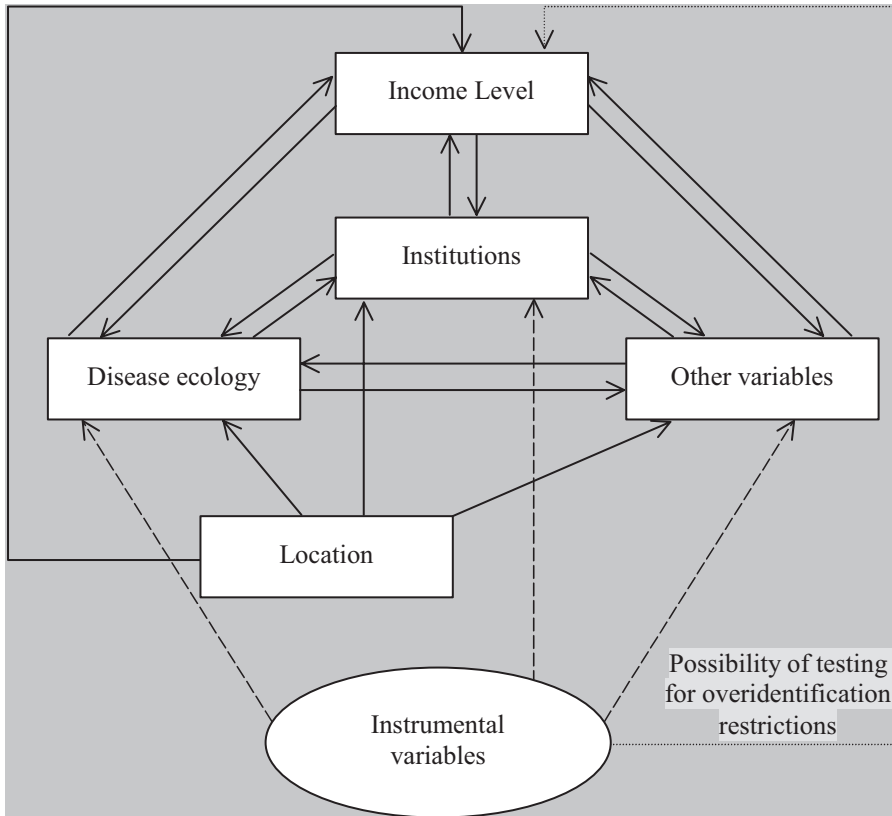 Income Level
Institutions
Disease ecology
Other variables
Location
Possibility of testing
for overidentification
restrictions
Instrumental
variables